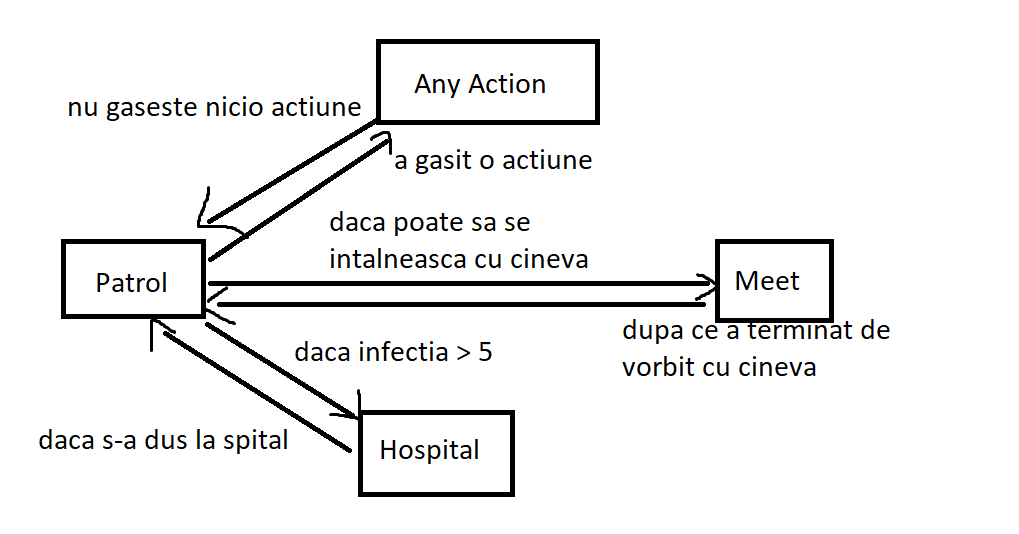 Any Action
nu gaseste nicio actiune
a gasit o actiune
daca poate sa se
intalneasca cu cineva
Patrol
Meet
dupa ce a terminat de
vorbit cu cineva
daca infectia > 5
daca s-a dus la spital
Hospital